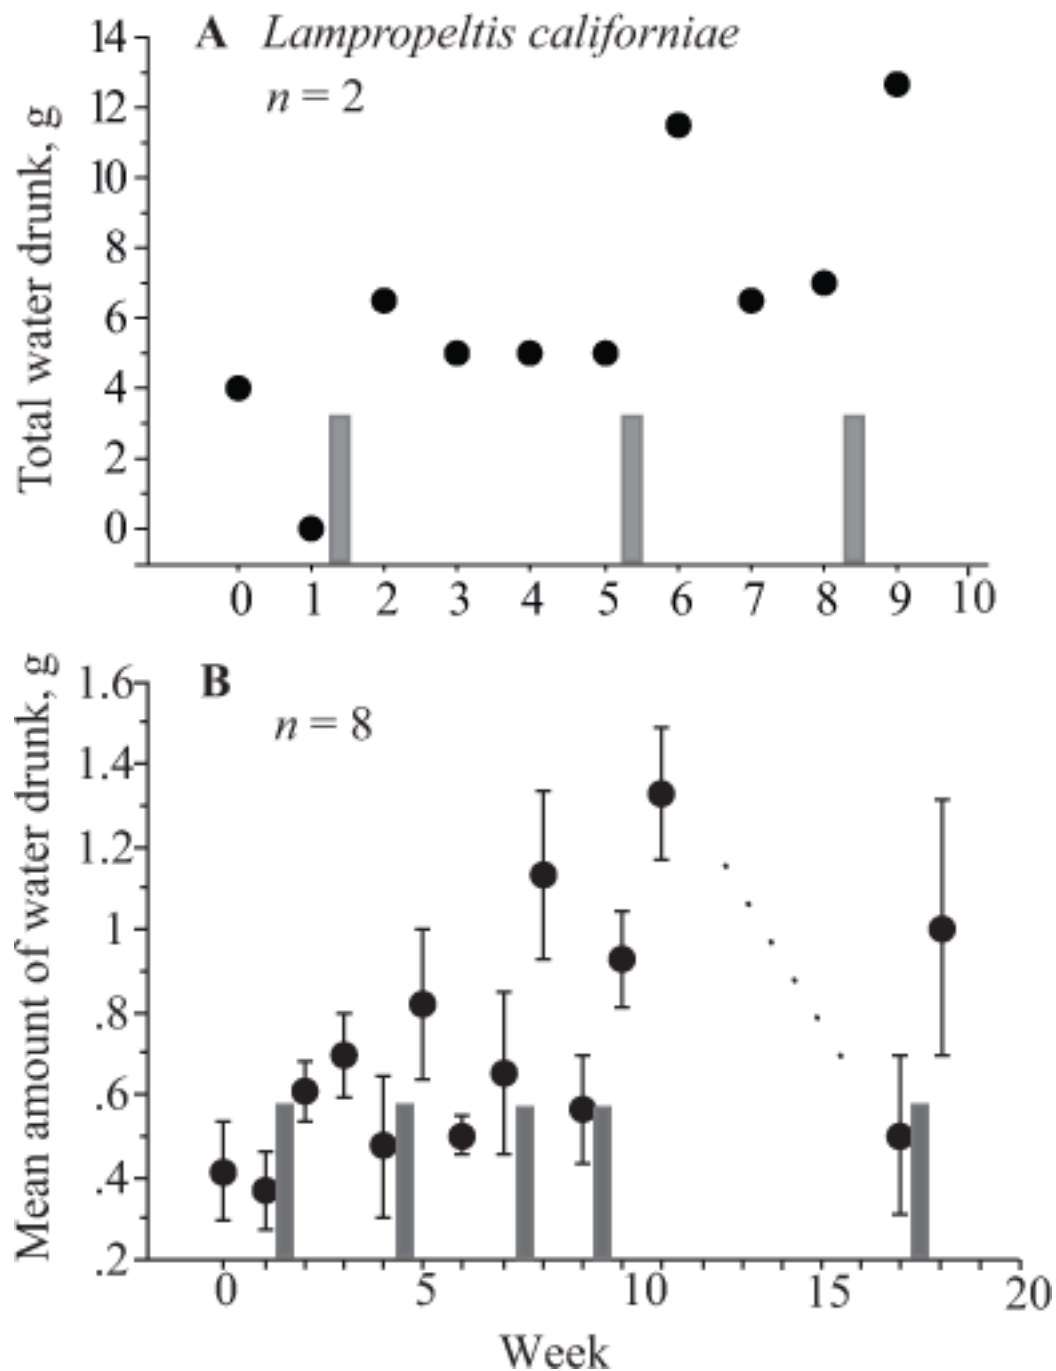 A Lampropeltis californiae
n = 2
Total water drunk, g
14
12
10
8
6
4
2
0
0 1 2 3 4 5 6 7 8 9 10
B
n = 8
Mean amount of water drunk, g
1.6
1.4
1.2
1
.8
.6
.4
.2
0 5 10 15 20
Week